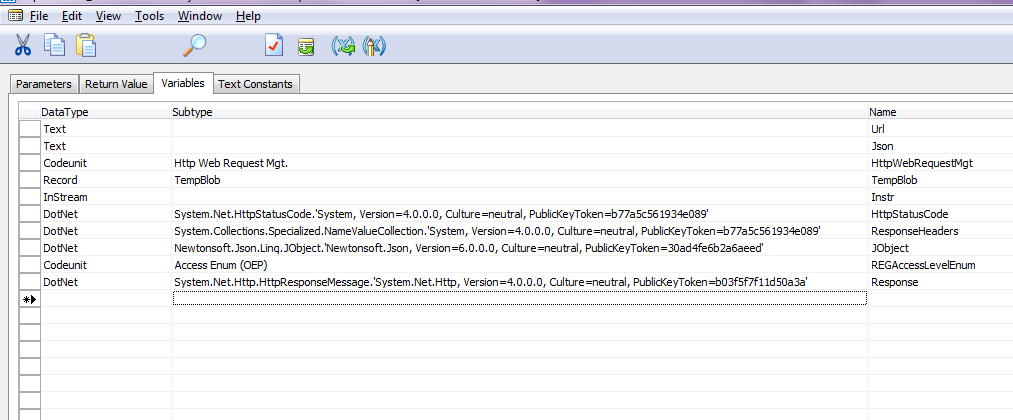 File Edit View Tools Window Help
Parameters Return Value Variables Text Constants
DataType Subtype Name
Text Url
Text Json
Codeunit Http Web Request Mgt. HttpWebRequestMgt
Record TempBlob TempBlob
InStream Instr
DotNet System.Net.HttpStatusCode.'System, Version=4.0.0.0, Culture=neutral, PublicKeyToken=b77a5c561934e089' HttpStatusCode
DotNet System.Collections.Specialized.NameValueCollection.'System, Version=4.0.0.0, Culture=neutral, PublicKeyToken=b77a5c561934e089' ResponseHeaders
DotNet Newtonsoft.Json.Linq.JObject.'Newtonsoft.Json, Version=6.0.0.0, Culture=neutral, PublicKeyToken=30ad4fe6b2a6aeed' JObject
Codeunit Access Enum (OEP) REGAccessLevelEnum
DotNet System.Net.Http.HttpResponseMessage.'System.Net.Http, Version=4.0.0.0, Culture=neutral, PublicKeyToken=b03f5f7f11d50a3a' Response